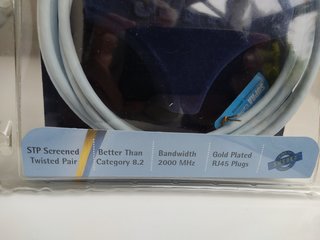 STP Screened
Twisted Pair
Better Than
Category 8.2
Bandwidth
2000 MHz
Gold Plated
RJ45 Plugs